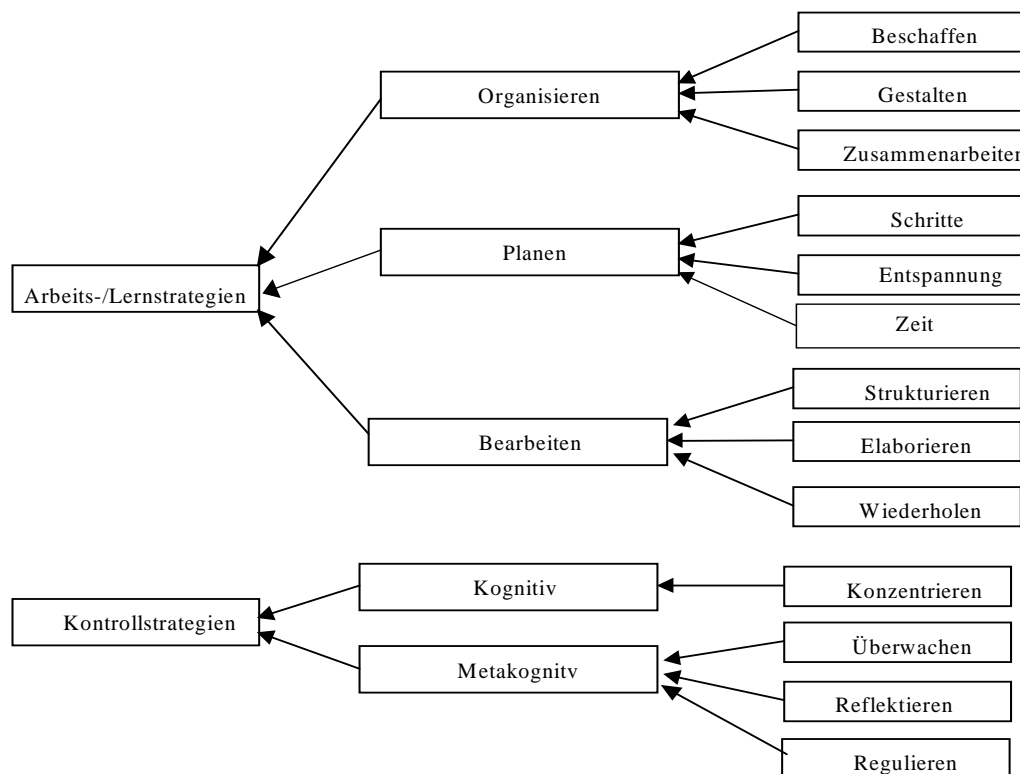 Beschaffen
Organisieren
Gestalten
Zusammenarbeiten
Schritte
Planen
Entspannung
Arbeits-/Lernstrategien
Zeit
Strukturieren
Bearbeiten
Elaborieren
Wiederholen
Kognitiv
Konzentrieren
Kontrollstrategien
Überwachen
Metakognitv
Reflektieren
Regulieren